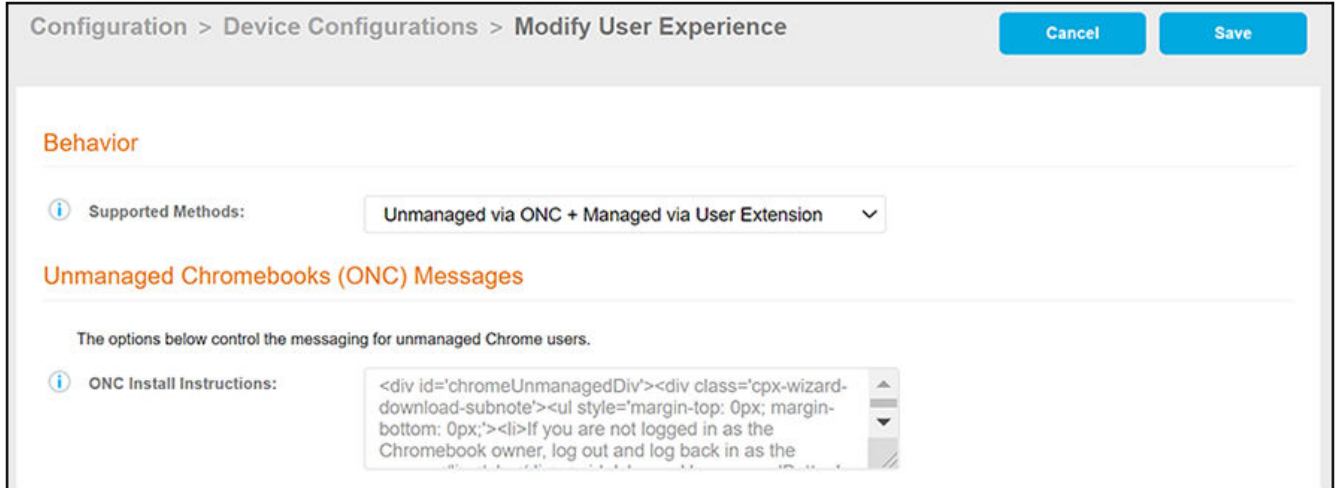 Configuration > Device Configurations > Modify User Experience
Cancel
Save
Behavior
Supported Methods:
Unmanaged via ONC + Managed via User Extension
Unmanaged Chromebooks (ONC) Messages
The options below control the messaging for unmanaged Chrome users.
ONC Install Instructions:
<div id='chromeUnmanagedDiv'><div class='cpx-wizard-
download-subnote'><ul style='margin-top: 0px; margin-
bottom: 0px;'><li>If you are not logged in as the
Chromebook owner, log out and log back in as the